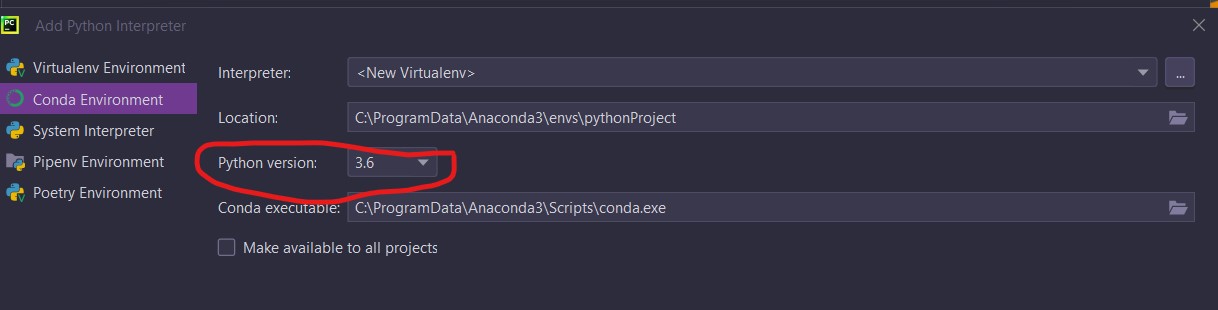 PC
Add Python Interpreter
Virtualenv Environment
Interpreter: <New Virtualenv> ...
Conda Environment
Location: C:\ProgramData\Anaconda3\envs\pythonProject
System Interpreter
Pipenv Environment
Python version: 3.6
Poetry Environment
Conda executable: C:\ProgramData\Anaconda3\Scripts\conda.exe
Make available to all projects